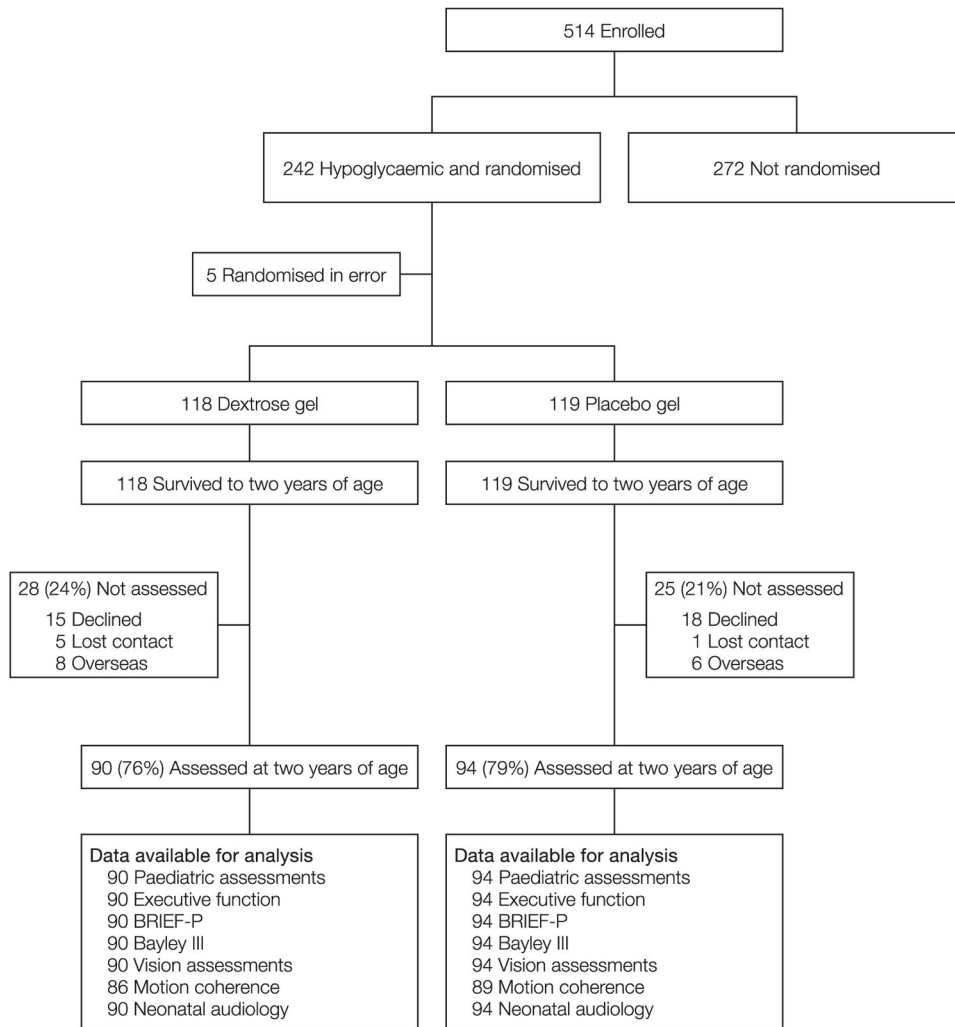 514 Enrolled
242 Hypoglycaemic and randomised
272 Not randomised
5 Randomised in error
118 Dextrose gel
119 Placebo gel
118 Survived to two years of age
119 Survived to two years of age
28 (24%) Not assessed
15 Declined
5 Lost contact
8 Overseas
25 (21%) Not assessed
18 Declined
1 Lost contact
6 Overseas
90 (76%) Assessed at two years of age
94 (79%) Assessed at two years of age
Data available for analysis
90 Paediatric assessments
90 Executive function
90 BRIEF-P
90 Bayley III
90 Vision assessments
86 Motion coherence
90 Neonatal audiology
Data available for analysis
94 Paediatric assessments
94 Executive function
94 BRIEF-P
94 Bayley III
94 Vision assessments
89 Motion coherence
94 Neonatal audiology